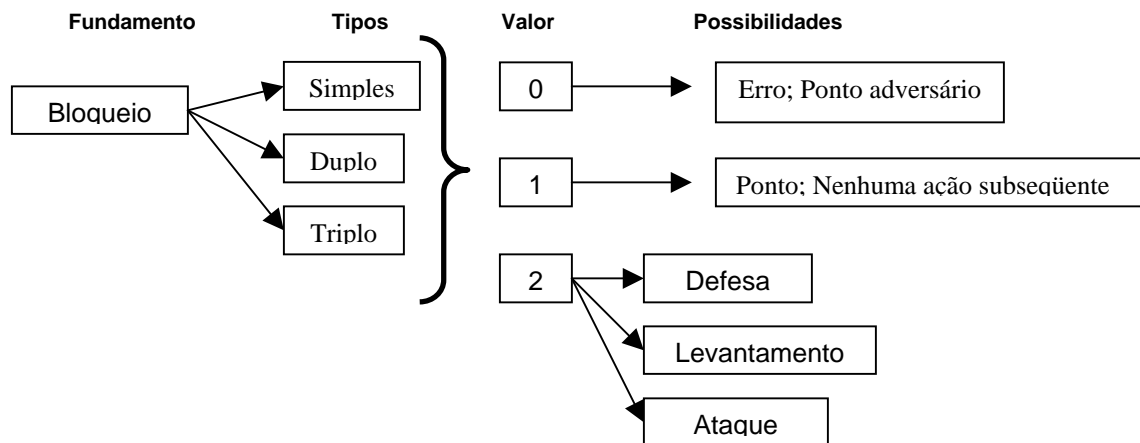 Fundamento Tipos Valor Possibilidades
Bloqueio
Simples
Duplo
Triplo
0
Erro; Ponto adversário
1
Ponto; Nenhuma ação subseqüente
2
Defesa
Levantamento
Ataque